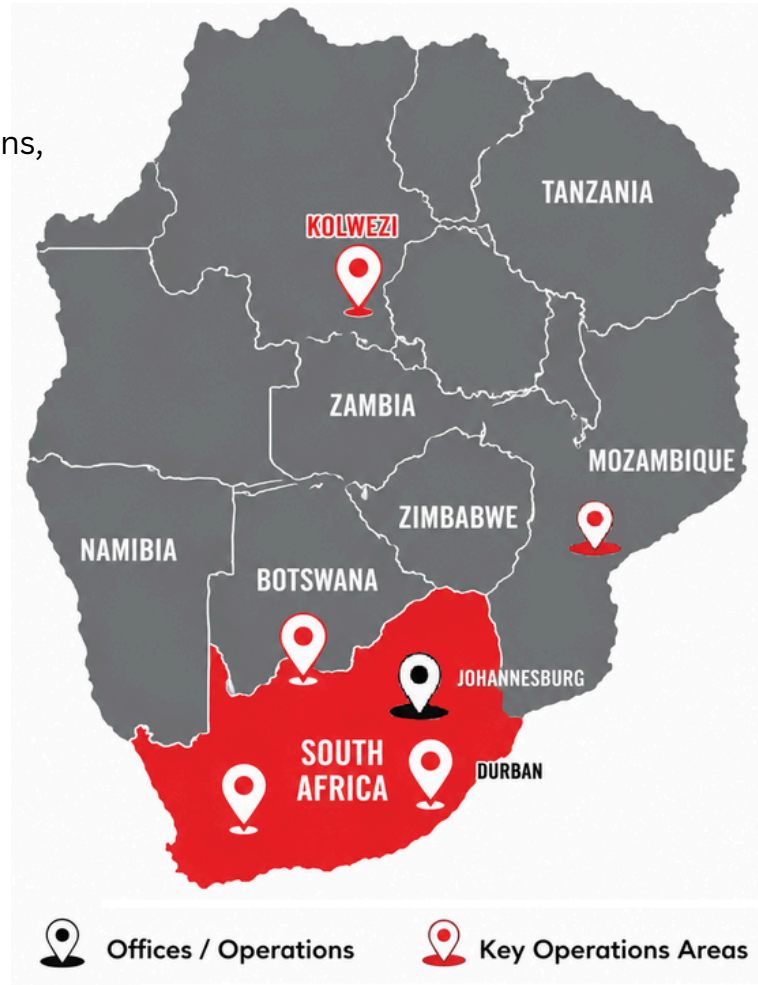 ns,
TANZANIA
KOLWEZI
ZAMBIA
MOZAMBIQUE
ZIMBABWE
NAMIBIA
BOTSWANA
JOHANNESBURG
SOUTH
AFRICA
DURBAN
Offices / Operations
Key Operations Areas